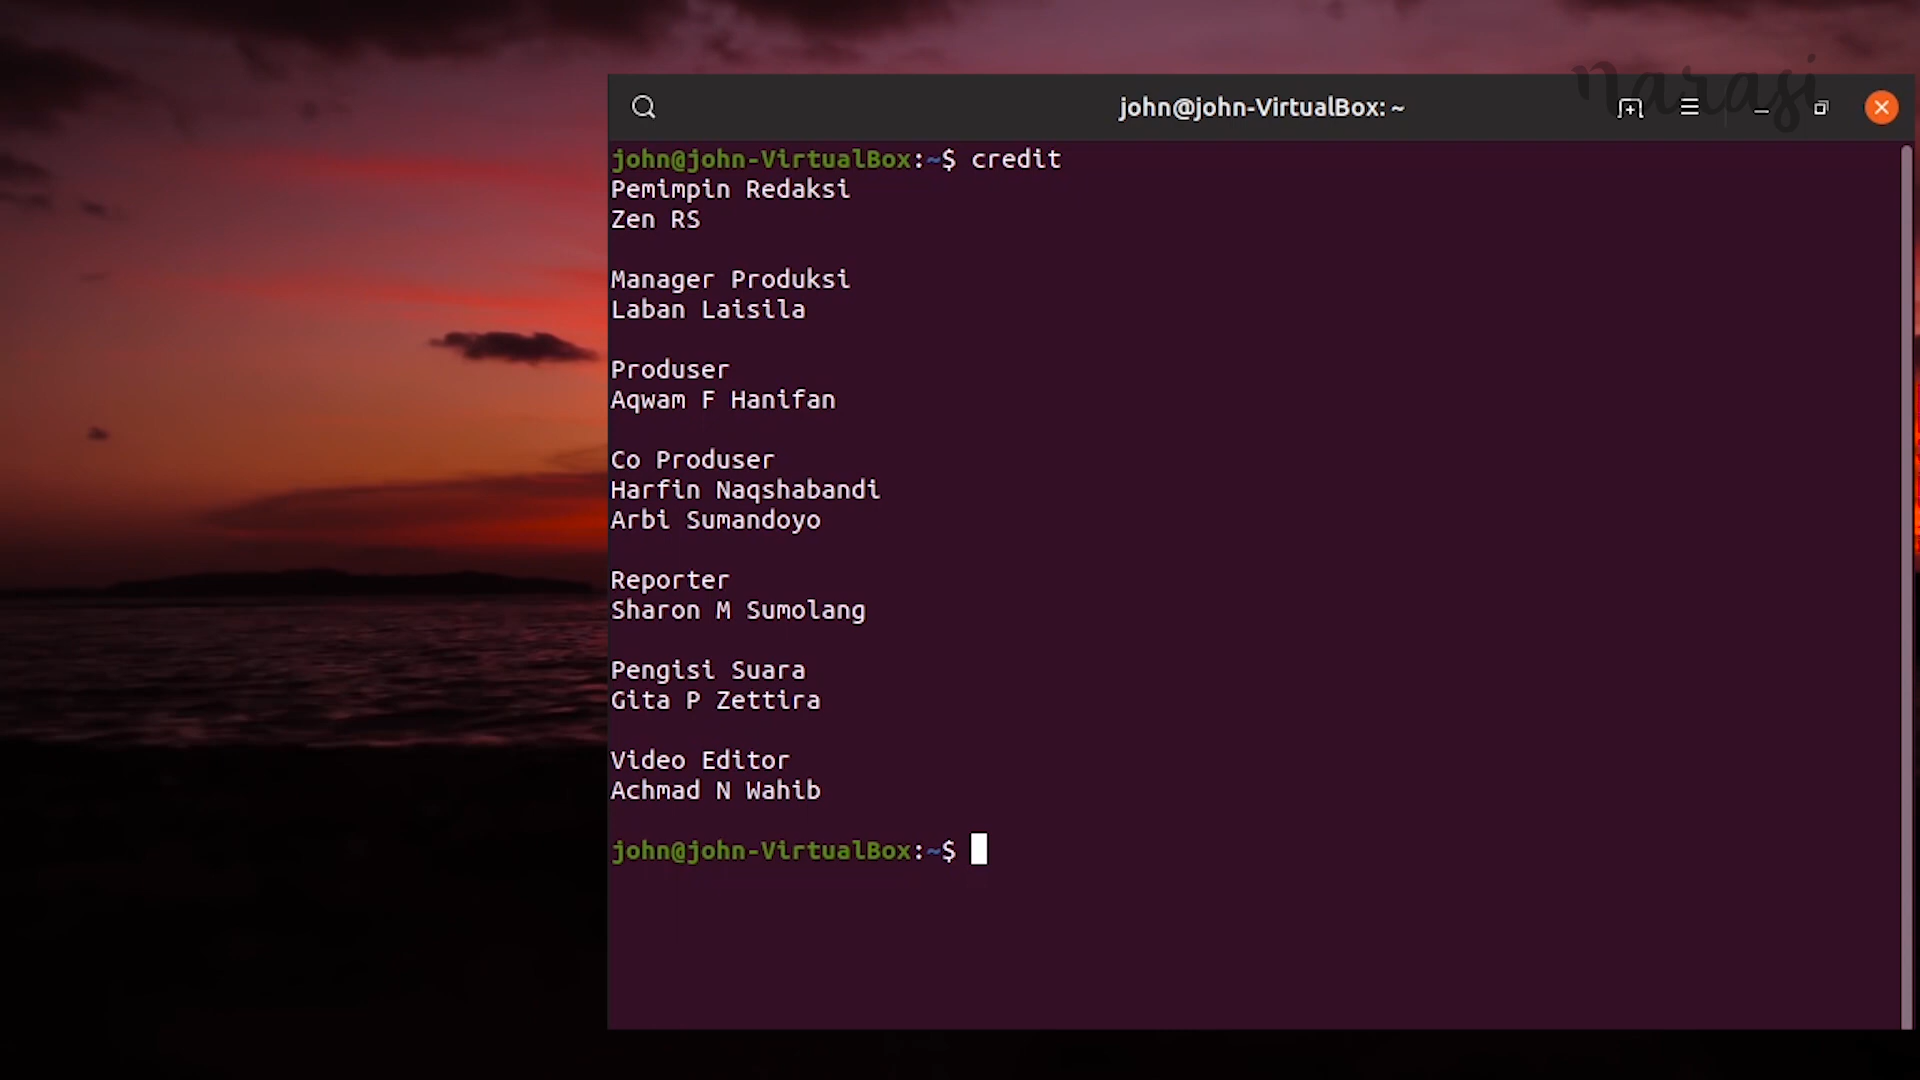 narasi
john@john-VirtualBox: ~
john@john-VirtualBox:~$ credit
Pemimpin Redaksi
Zen RS
Manager Produksi
Laban Laisila
Produser
Aqwam F Hanifan
Co Produser
Harfin Naqshabandi
Arbi Sumandoyo
Reporter
Sharon M Sumolang
Pengisi Suara
Gita P Zettira
Video Editor
Achmad N Wahib
john@john-VirtualBox:~$